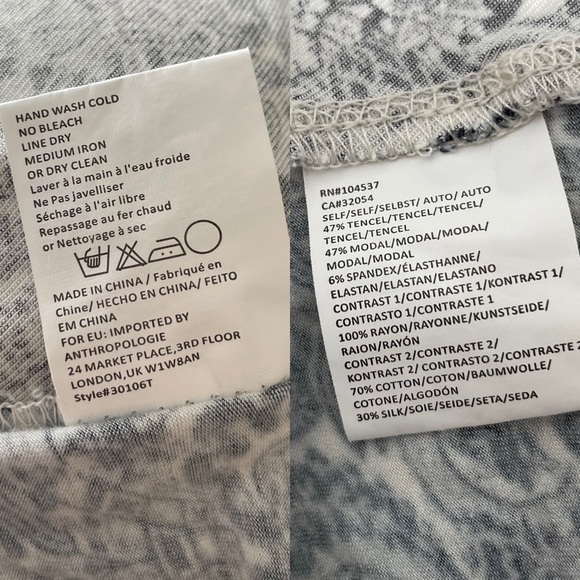 HAND WASH COLD
NO BLEACH
LINE DRY
MEDIUM IRON
OR DRY CLEAN
Laver à la main à l'eau froide
Ne Pas javelliser
Séchage à l'air libre
Repassage au fer chaud
or Nettoyage à sec
MADE IN CHINA / Fabriqué en
Chine/ HECHO EN CHINA/ FEITO
EM CHINA
FOR EU: IMPORTED BY
ANTHROPOLOGIE
24 MARKET PLACE,3RD FLOOR
LONDON,UK W1W8AN
Style#30106T
RN#104537
CA#32054
SELF/SELF/SELBST/ AUTO/ AUTO
47% TENCEL/TENCEL/TENCEL/
TENCEL/TENCEL
47% MODAL/MODAL/MODAL/
MODAL/MODAL
6% SPANDEX/ÉLASTHANNE/
ELASTAN/ELASTAN/ELASTANO
CONTRAST 1/CONTRASTE 1/KONTRAST 1/
CONTRASTO 1/CONTRASTE 1
100% RAYON/RAYONNE/KUNSTSEIDE/
RAION/RAYÓN
CONTRAST 2/CONTRASTE 2/
KONTRAST 2/ CONTRASTO 2/CONTRASTE 2
70% COTTON/COTON/BAUMWOLLE/
COTONE/ALGODÓN
30% SILK/SOIE/SEIDE/SETA/SEDA